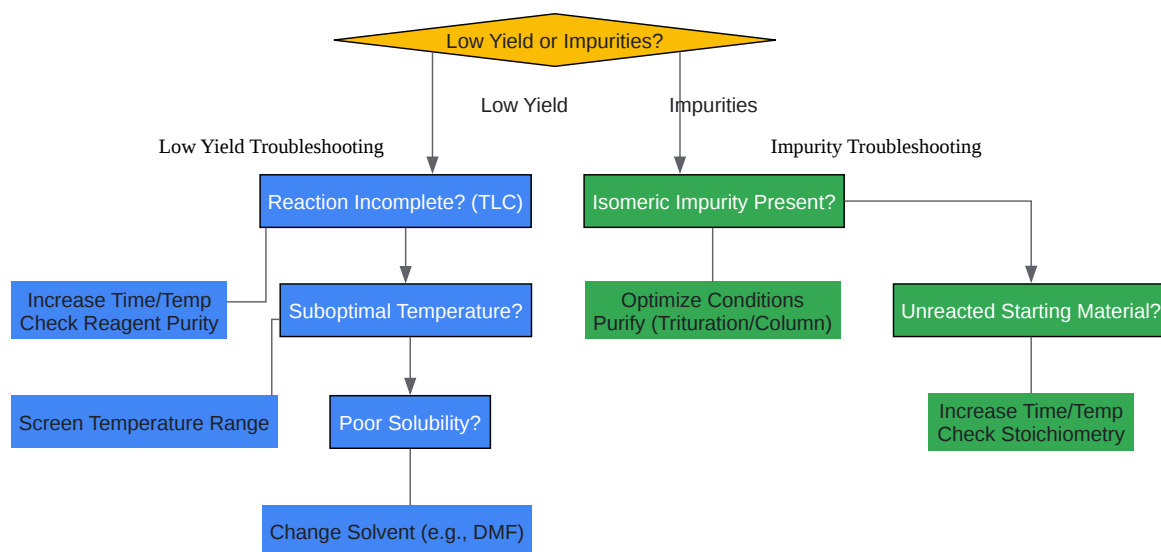 Low Yield or Impurities?
Low Yield
Impurities
Low Yield Troubleshooting
Impurity Troubleshooting
Reaction Incomplete? (TLC)
Isomeric Impurity Present?
Increase Time/Temp
Check Reagent Purity
Suboptimal Temperature?
Optimize Conditions
Purify (Trituration/Column)
Unreacted Starting Material?
Screen Temperature Range
Poor Solubility?
Increase Time/Temp
Check Stoichiometry
Change Solvent (e.g., DMF)